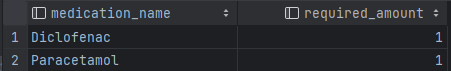 medication_name required_amount
1 Diclofenac 1
2 Paracetamol 1